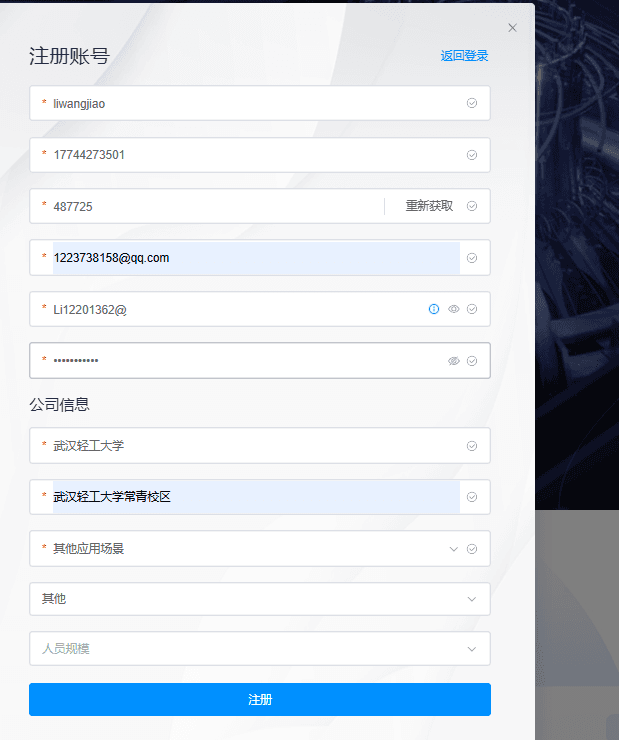 注册账号
返回登录
* liwangjiao
* 17744273501
* 487725 重新获取
* 1223738158@qq.com
* Li12201362@
* •••••••••••
公司信息
* 武汉轻工大学
* 武汉轻工大学常青校区
* 其他应用场景
其他
人员规模
注册